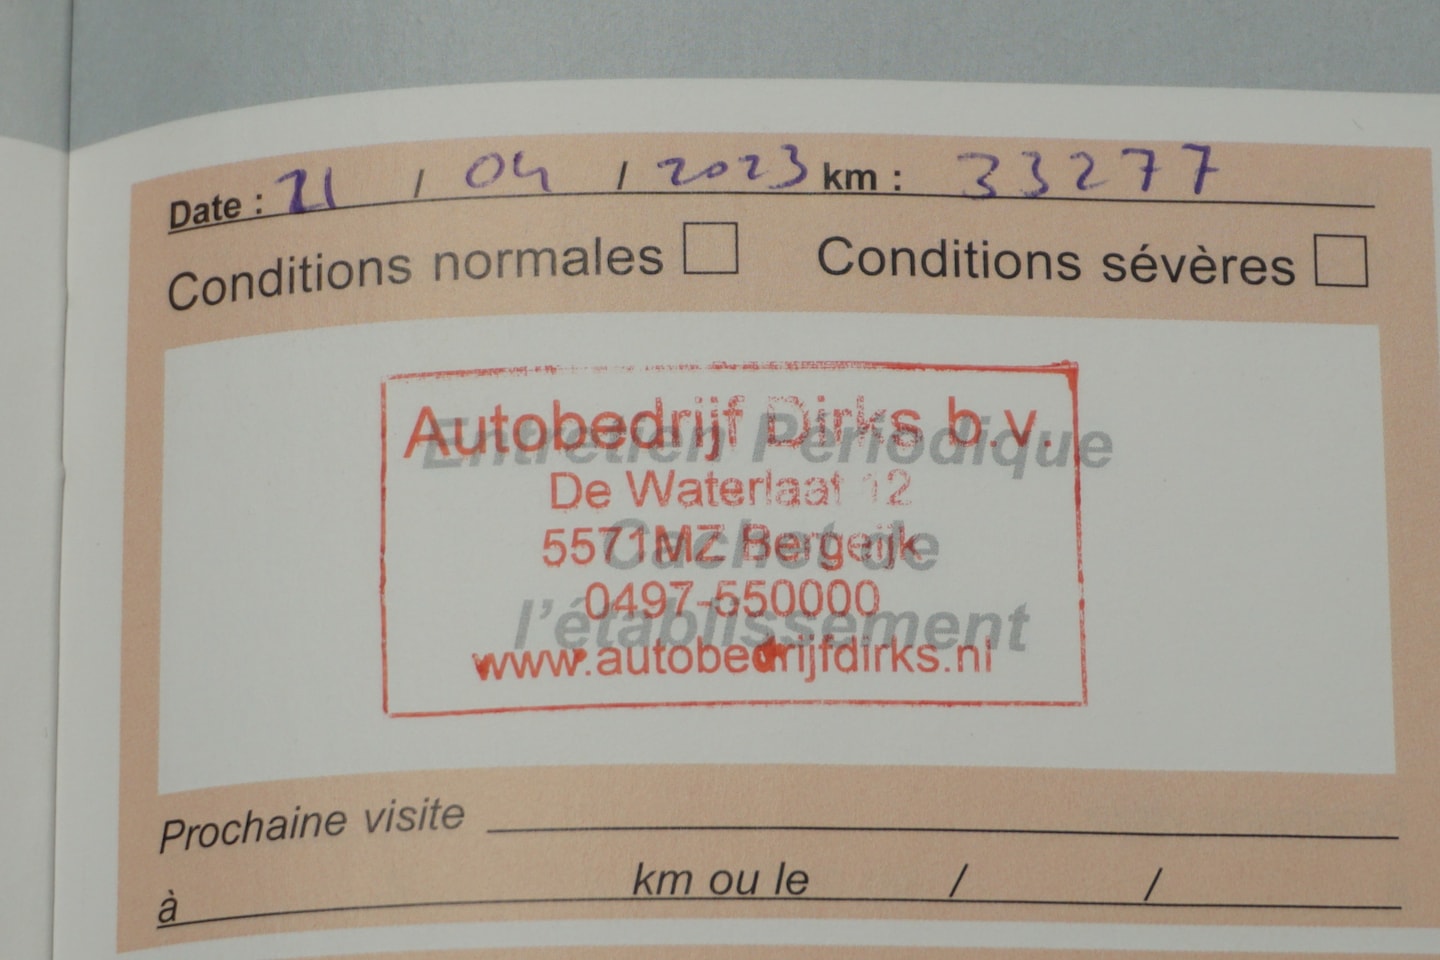 Date : 21 / 04 / 2023 km : 33277
Conditions normales Conditions sévères
Autobedrijf Dirks b.v.
Entretien Périodique
De Waterlaat 12
5571MZ Bergeijk
Cachet de
0497-550000
l'établissement
www.autobedrijfdirks.nl
Prochaine visite
à km ou le / /